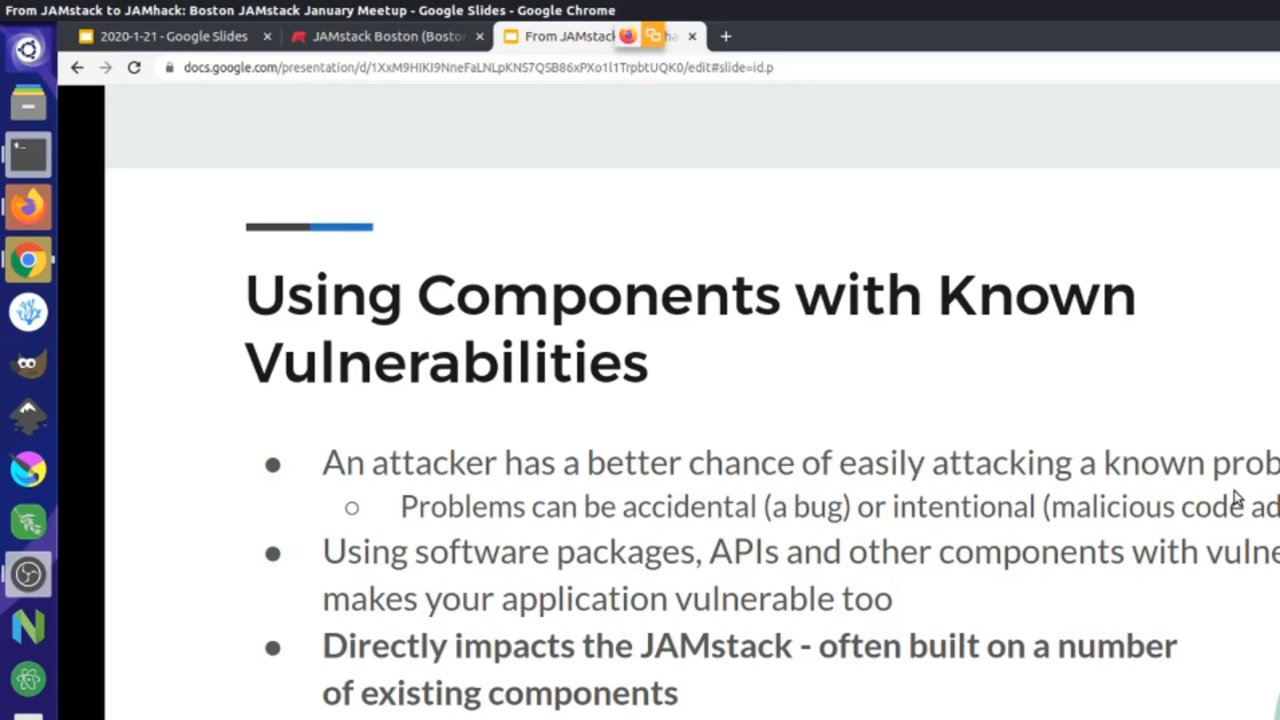 From JAMstack to JAMhack: Boston JAMstack January Meetup - Google Slides - Google Chrome
2020-1-21 - Google Slides
JAMstack Boston (Boston
From JAMstack
docs.google.com/presentation/d/1XxM9HIKI9NneFaLNLpKNS7QSB86xPXo1l1TrpbtUQK0/edit#slide=id.p
Using Components with Known
Vulnerabilities
● An attacker has a better chance of easily attacking a known prob
○ Problems can be accidental (a bug) or intentional (malicious code ad
● Using software packages, APIs and other components with vulne
makes your application vulnerable too
● Directly impacts the JAMstack - often built on a number
of existing components